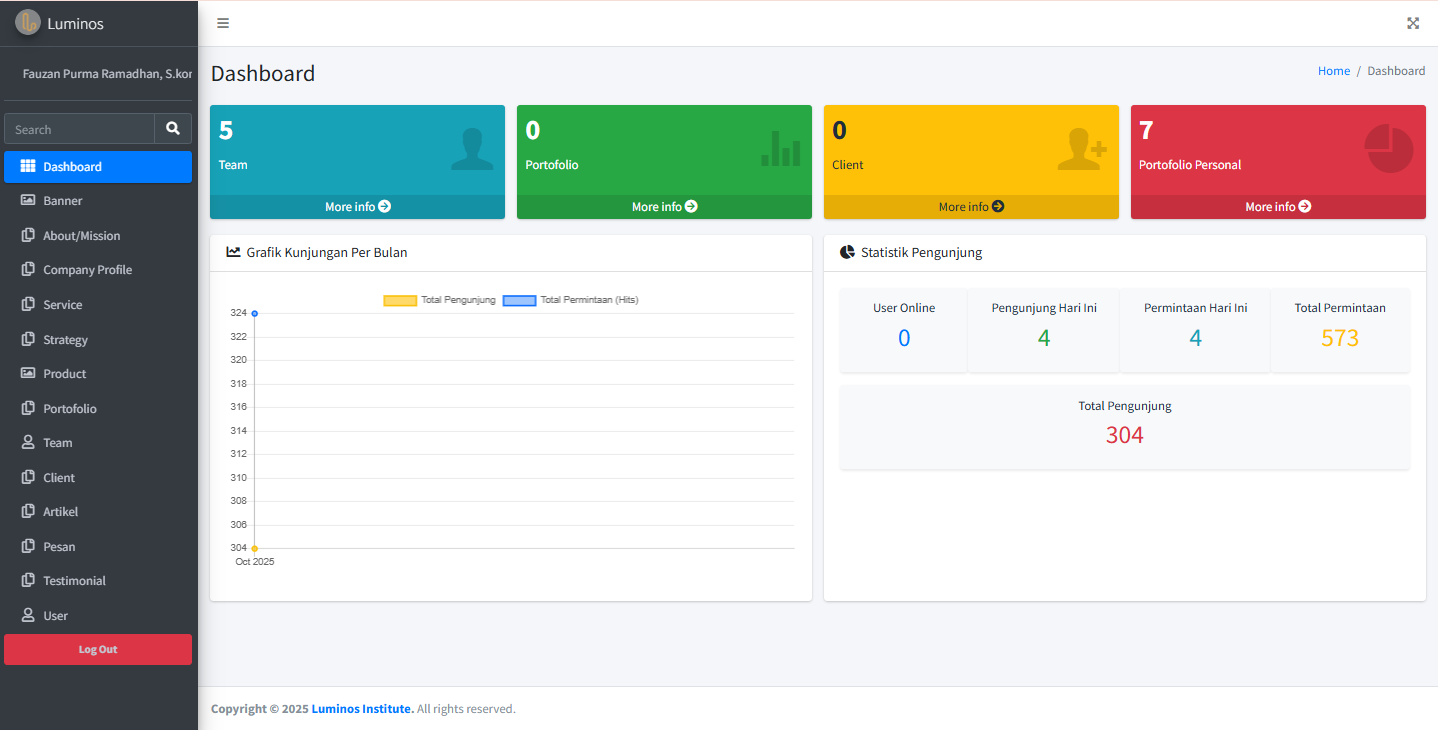 Luminos
Fauzan Purma Ramadhan, S.kor
Search
Dashboard
Banner
About/Mission
Company Profile
Service
Strategy
Product
Portofolio
Team
Client
Artikel
Pesan
Testimonial
User
Log Out
Dashboard
Home / Dashboard
5
Team
More info
0
Portofolio
More info
0
Client
More info
7
Portofolio Personal
More info
Grafik Kunjungan Per Bulan
Total Pengunjung Total Permintaan (Hits)
324
322
320
318
316
314
312
310
308
306
304
Oct 2025
Statistik Pengunjung
User Online
0
Pengunjung Hari Ini
4
Permintaan Hari Ini
4
Total Permintaan
573
Total Pengunjung
304
Copyright © 2025 Luminos Institute. All rights reserved.